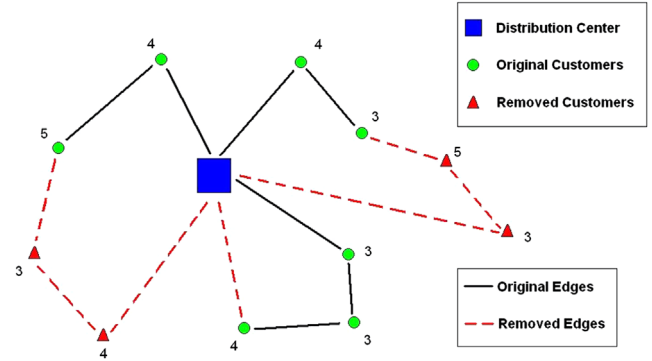 4
4
Distribution Center
Original Customers
Removed Customers
3
5
5
3
3
3
4
3
4
Original Edges
Removed Edges